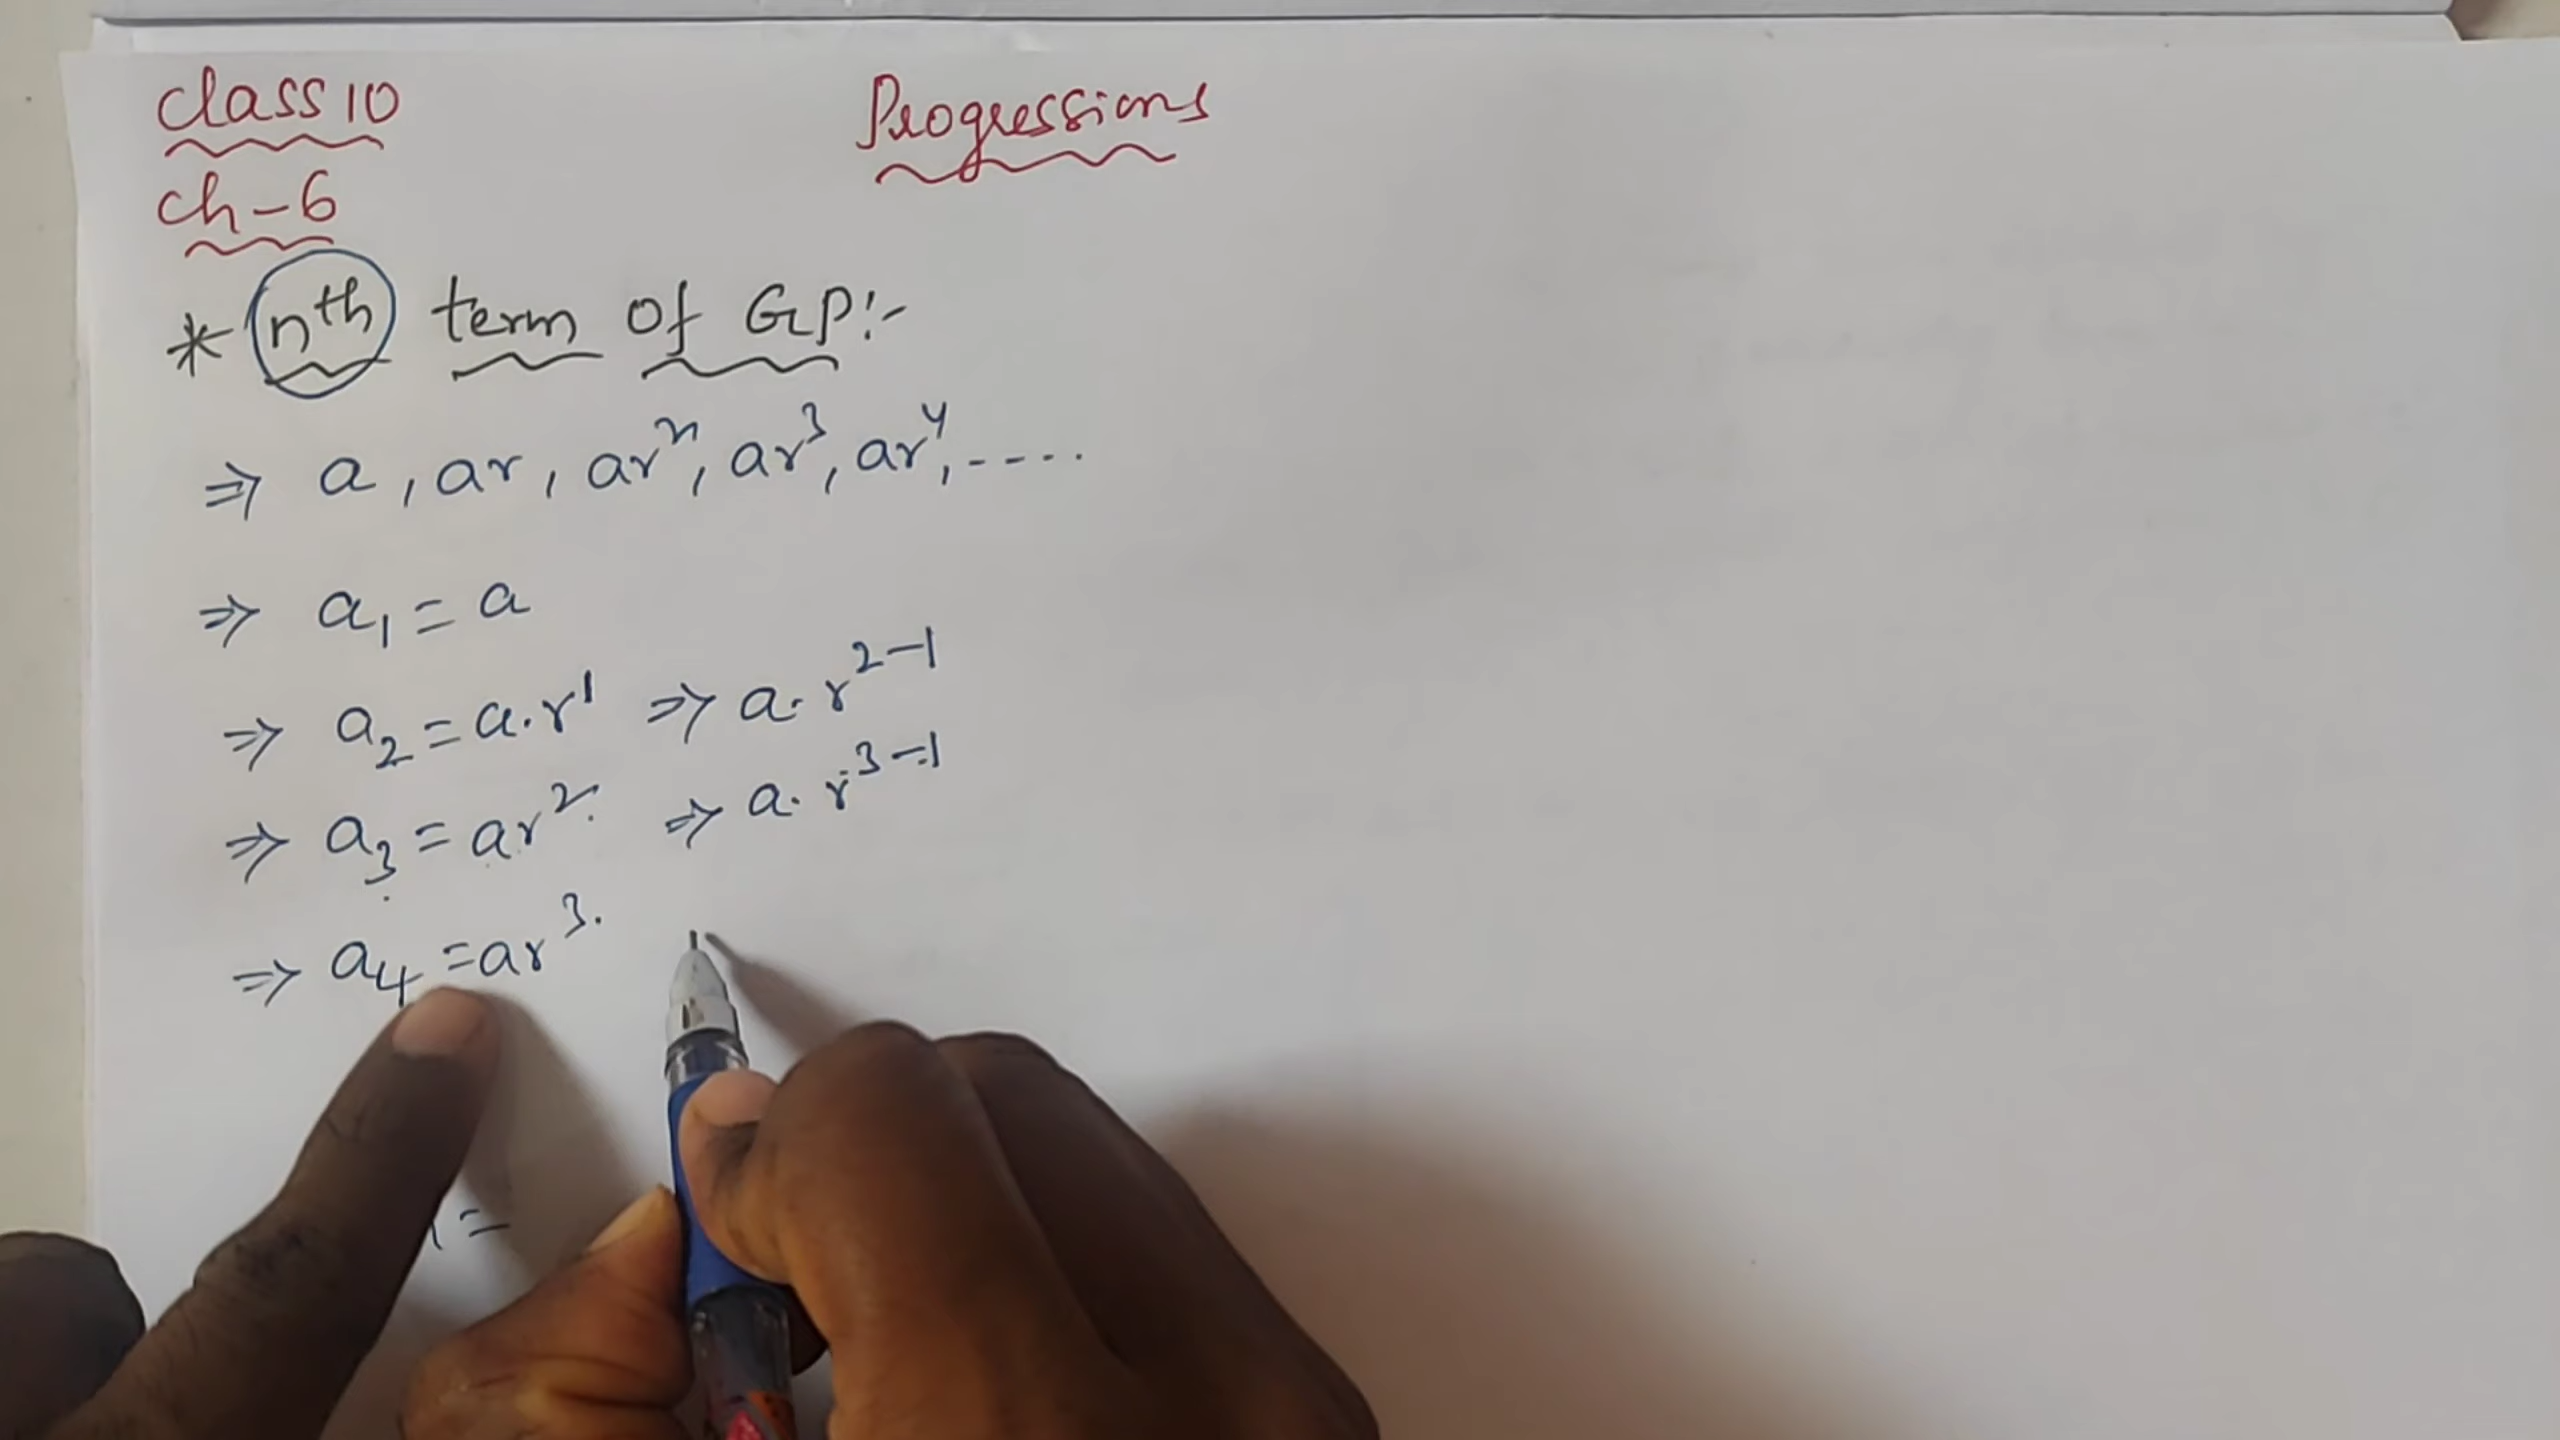 Class 10
Progressions
Ch-6
* nth term of GP:-
⇒ a, ar, ar², ar³, ar⁴, ----.
⇒ a₁ = a
⇒ a₂ = a·r¹ ⇒ a·r²⁻¹
⇒ a₃ = ar² ⇒ a·r³⁻¹
⇒ a₄ = ar³
=